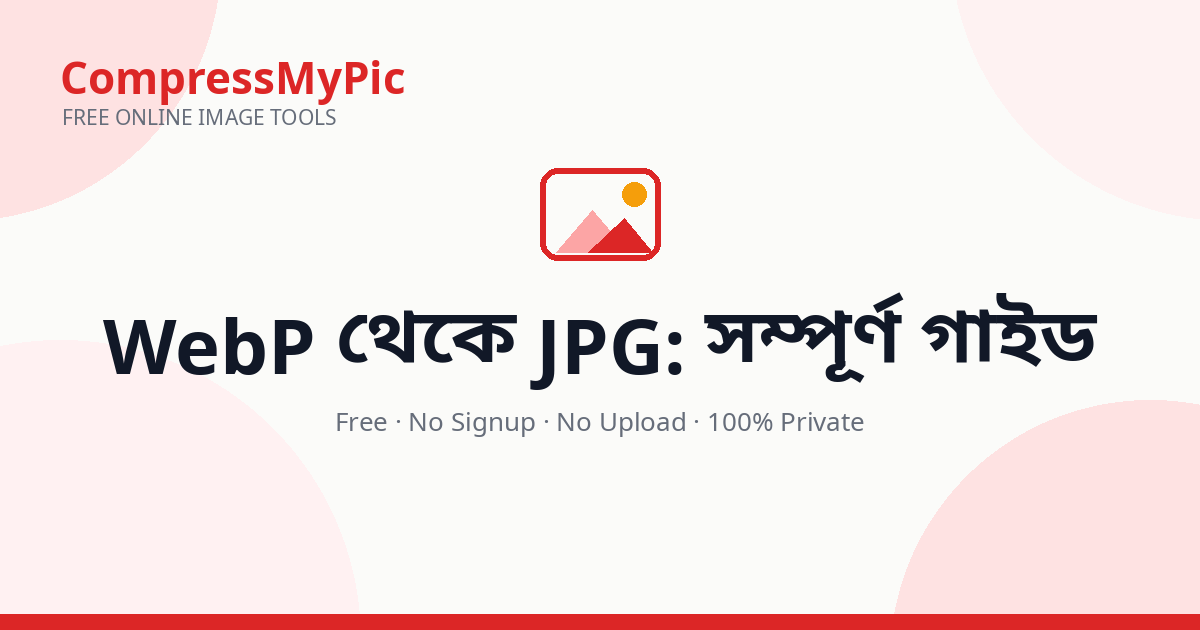 CompressMyPic
FREE ONLINE IMAGE TOOLS
WebP থেকে JPG: সম্পূর্ণ গাইড
Free · No Signup · No Upload · 100% Private